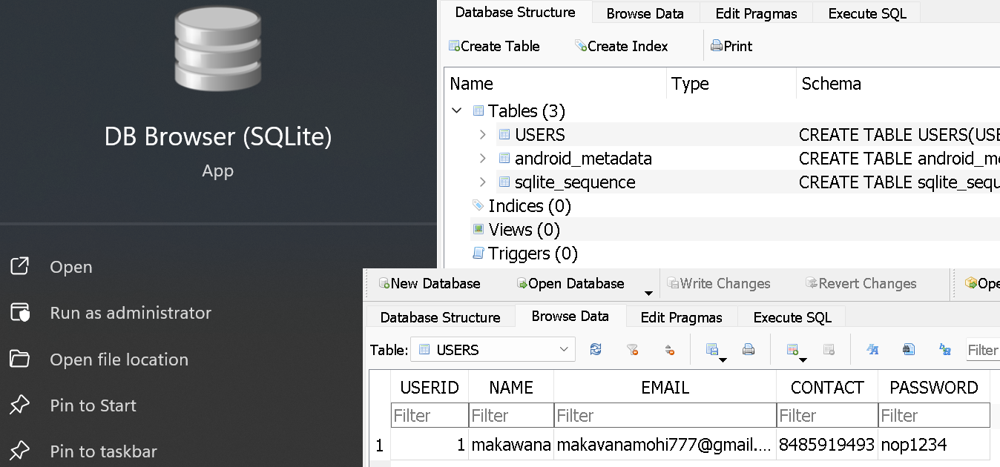 DB Browser (SQLite)
App
Open
Run as administrator
Open file location
Pin to Start
Pin to taskbar
Database Structure Browse Data Edit Pragmas Execute SQL
Create Table Create Index Print
Name Type Schema
Tables (3)
USERS CREATE TABLE USERS(USE
android_metadata CREATE TABLE android_me
sqlite_sequence CREATE TABLE sqlite_sequ
Indices (0)
Views (0)
Triggers (0)
New Database Open Database Write Changes Revert Changes Ope
Database Structure Browse Data Edit Pragmas Execute SQL
Table: USERS Filter
USERID NAME EMAIL CONTACT PASSWORD
Filter Filter Filter Filter Filter
1 1 makawana makavanamohi777@gmail.... 8485919493 nop1234